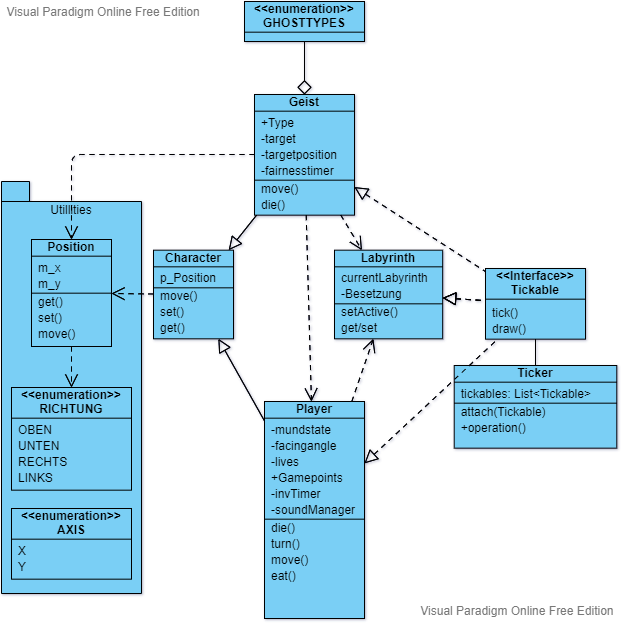 Visual Paradigm Online Free Edition
<<enumeration>>
GHOSTTYPES
Geist
+Type
-target
-targetposition
-fairnesstimer
move()
die()
Utillities
Position
m_x
m_y
get()
set()
move()
Character
p_Position
move()
set()
get()
Labyrinth
currentLabyrinth
-Besetzung
setActive()
get/set
<<Interface>>
Tickable
tick()
draw()
Ticker
tickables: List<Tickable>
attach(Tickable)
+operation()
<<enumeration>>
RICHTUNG
OBEN
UNTEN
RECHTS
LINKS
Player
-mundstate
-facingangle
-lives
+Gamepoints
-invTimer
-soundManager
die()
turn()
move()
eat()
<<enumeration>>
AXIS
X
Y
Visual Paradigm Online Free Edition